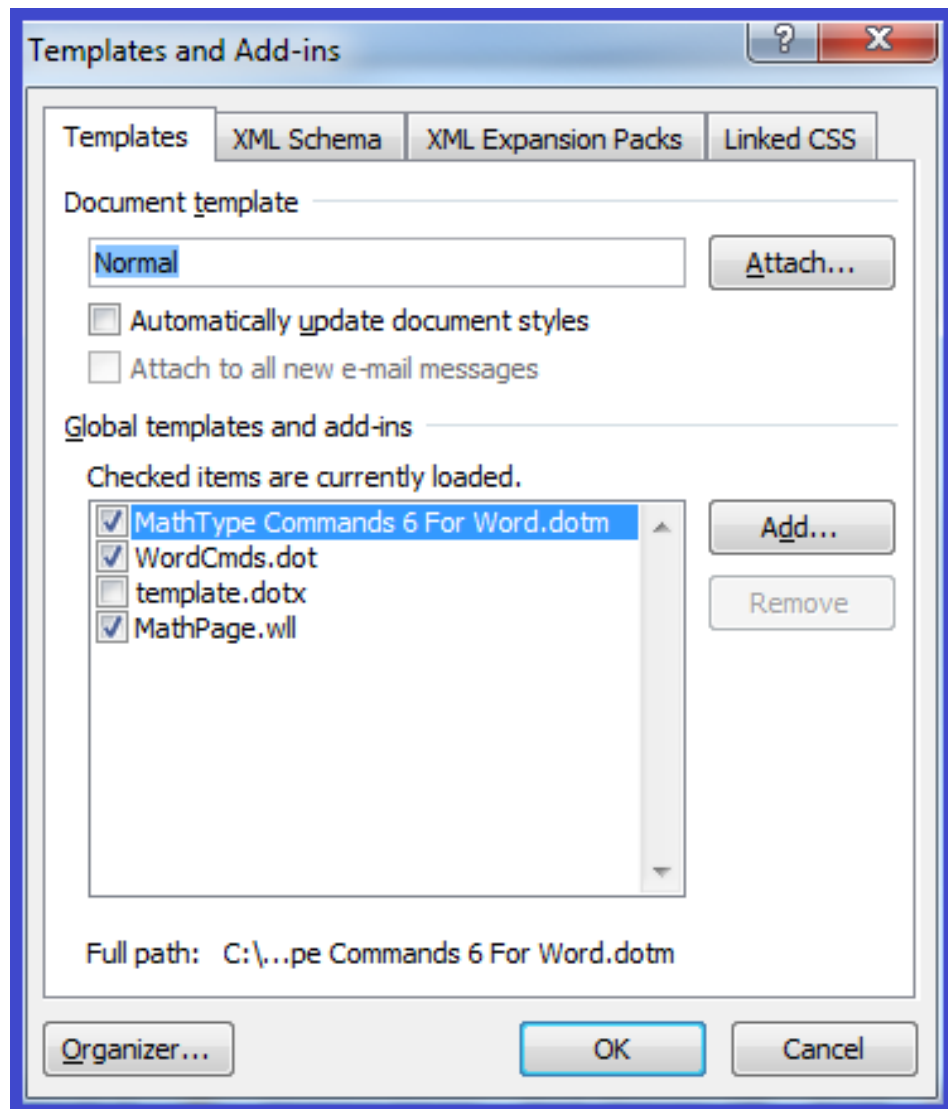 Templates and Add-ins
?
Templates XML Schema XML Expansion Packs Linked CSS
Document template
Normal Attach...
Automatically update document styles
Attach to all new e-mail messages
Global templates and add-ins
Checked items are currently loaded.
MathType Commands 6 For Word.dotm Add...
WordCmds.dot
template.dotx Remove
MathPage.wll
Full path: C:\...pe Commands 6 For Word.dotm
Organizer... OK Cancel